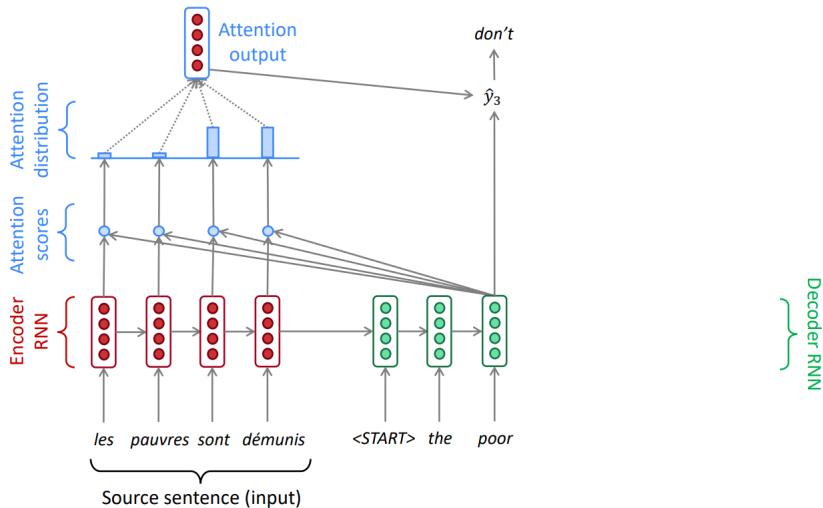 Attention
output
don't
ŷ₃
Attention
distribution
Attention
scores
Encoder
RNN
Decoder RNN
les pauvres sont démunis <START> the poor
Source sentence (input)